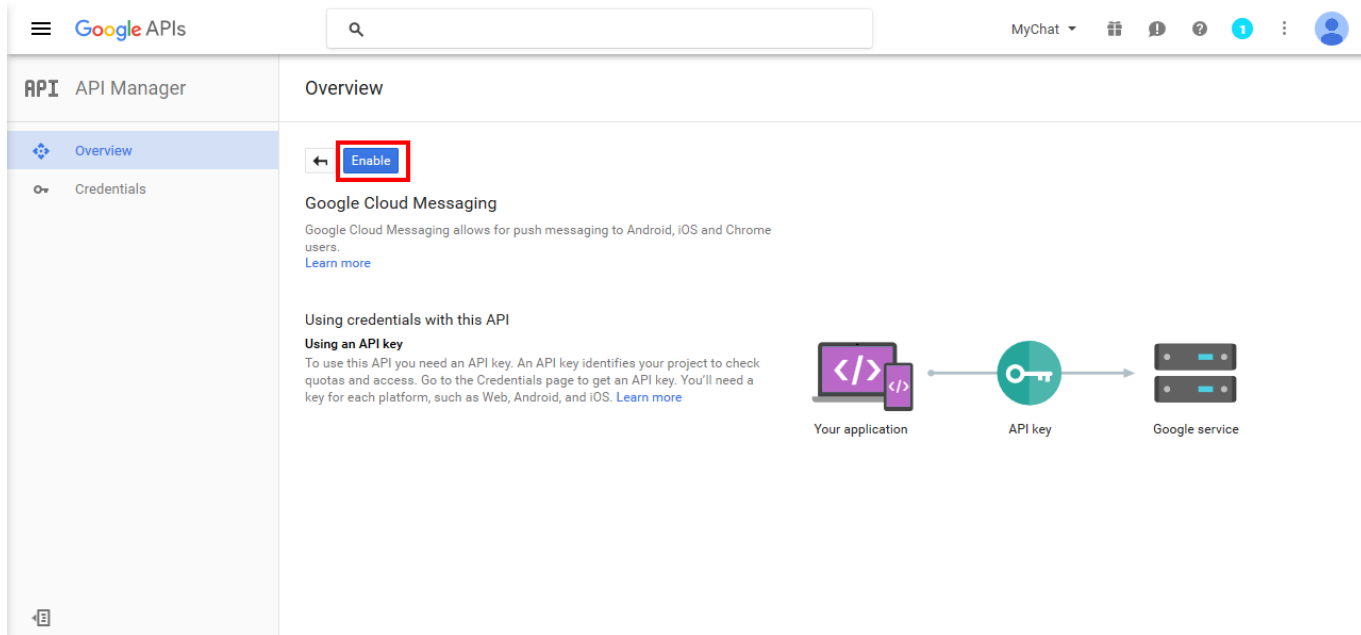 Google APIs
MyChat
1
API API Manager
Overview
Overview
Credentials
Enable
Google Cloud Messaging
Google Cloud Messaging allows for push messaging to Android, iOS and Chrome
users.
Learn more
Using credentials with this API
Using an API key
To use this API you need an API key. An API key identifies your project to check
quotas and access. Go to the Credentials page to get an API key. You'll need a
key for each platform, such as Web, Android, and iOS. Learn more
</>
</>
Your application
API key
Google service